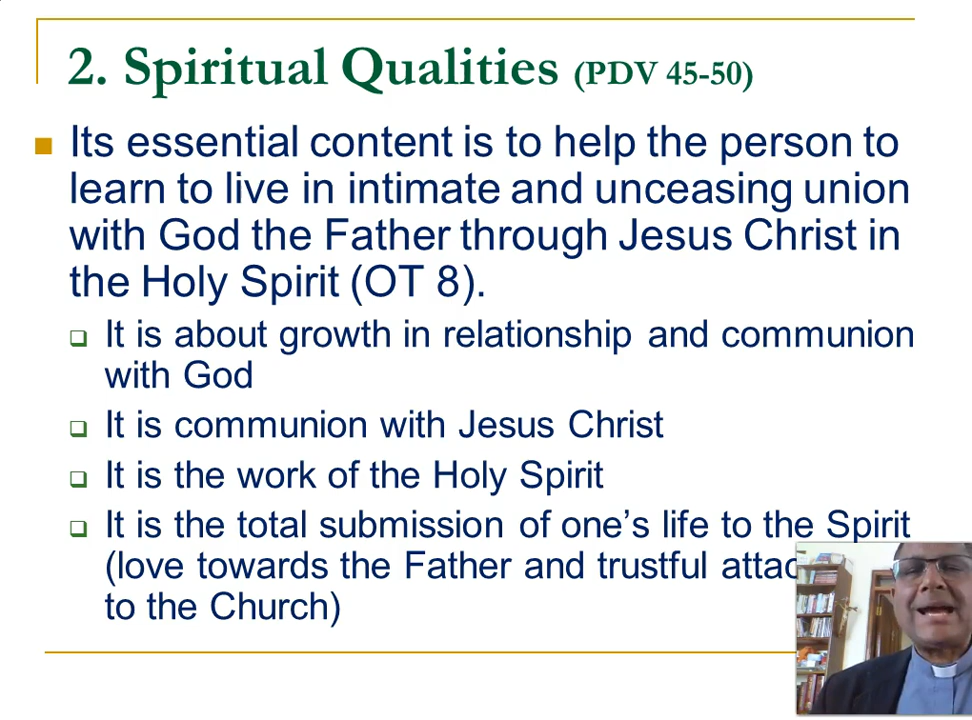 2. Spiritual Qualities (PDV 45-50)
Its essential content is to help the person to
learn to live in intimate and unceasing union
with God the Father through Jesus Christ in
the Holy Spirit (OT 8).
It is about growth in relationship and communion
with God
It is communion with Jesus Christ
It is the work of the Holy Spirit
It is the total submission of one's life to the Spirit
(love towards the Father and trustful
to the Church)